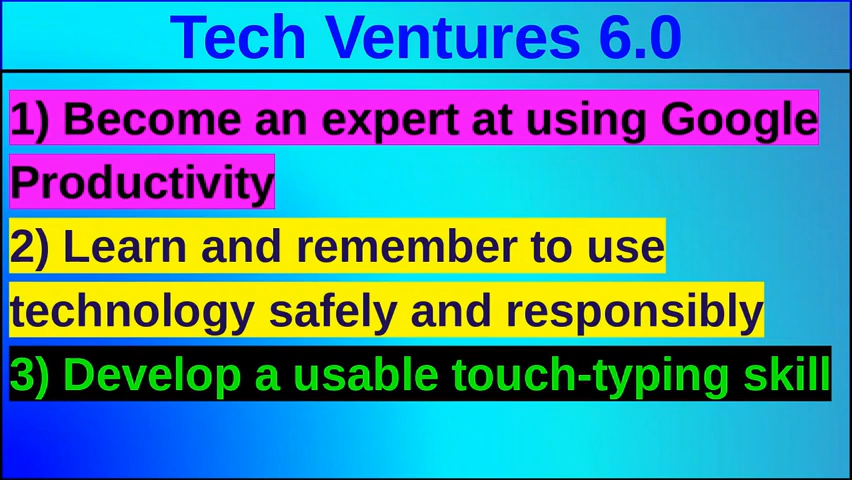 Tech Ventures 6.0
1) Become an expert at using Google
Productivity
2) Learn and remember to use
technology safely and responsibly
3) Develop a usable touch-typing skill